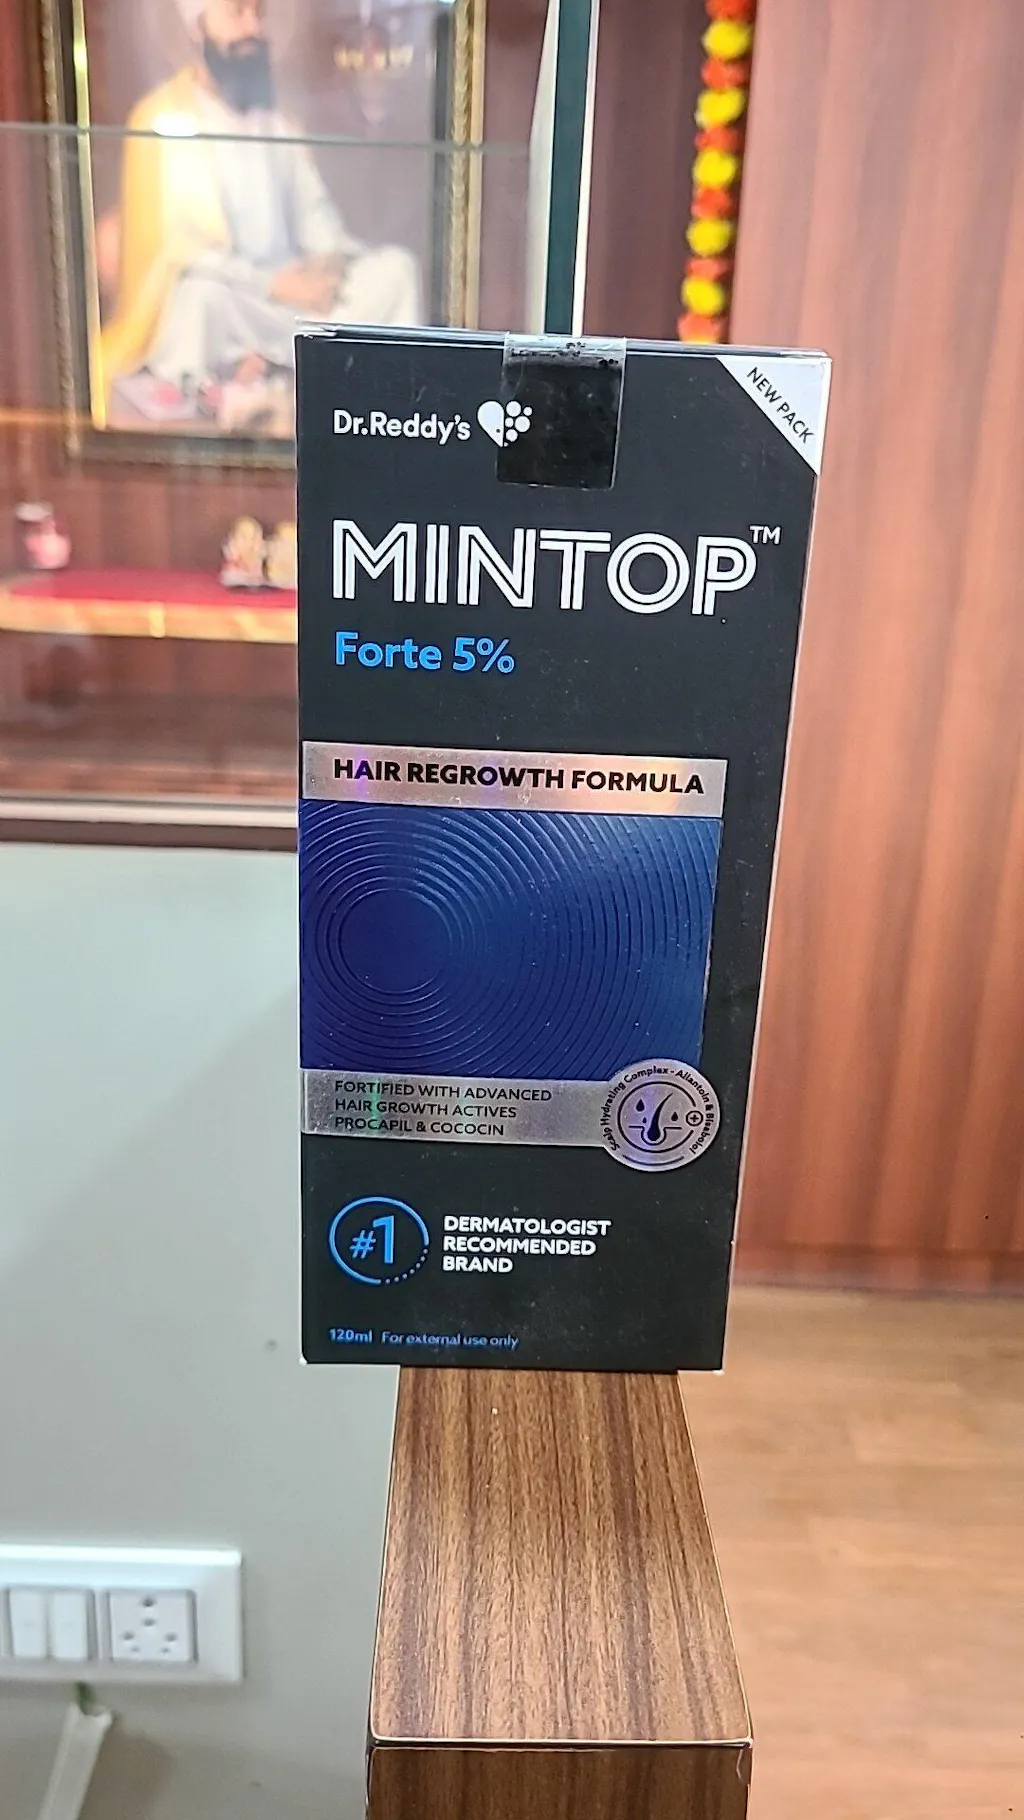 Dr.Reddy's
NEW PACK
MINTOP™
Forte 5%
HAIR REGROWTH FORMULA
FORTIFIED WITH ADVANCED
HAIR GROWTH ACTIVES
PROCAPIL & COCOCIN
Scalp Hydrating Complex - Allantoin & Bisabolol
#1
DERMATOLOGIST
RECOMMENDED
BRAND
120ml For external use only